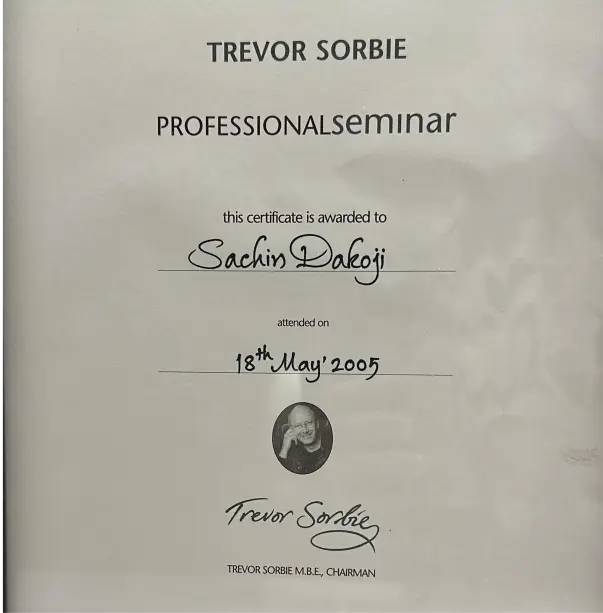 TREVOR SORBIE
PROFESSIONALseminar
this certificate is awarded to
Sachin Dakoji
attended on
18th May' 2005
Trevor Sorbie
TREVOR SORBIE M.B.E., CHAIRMAN